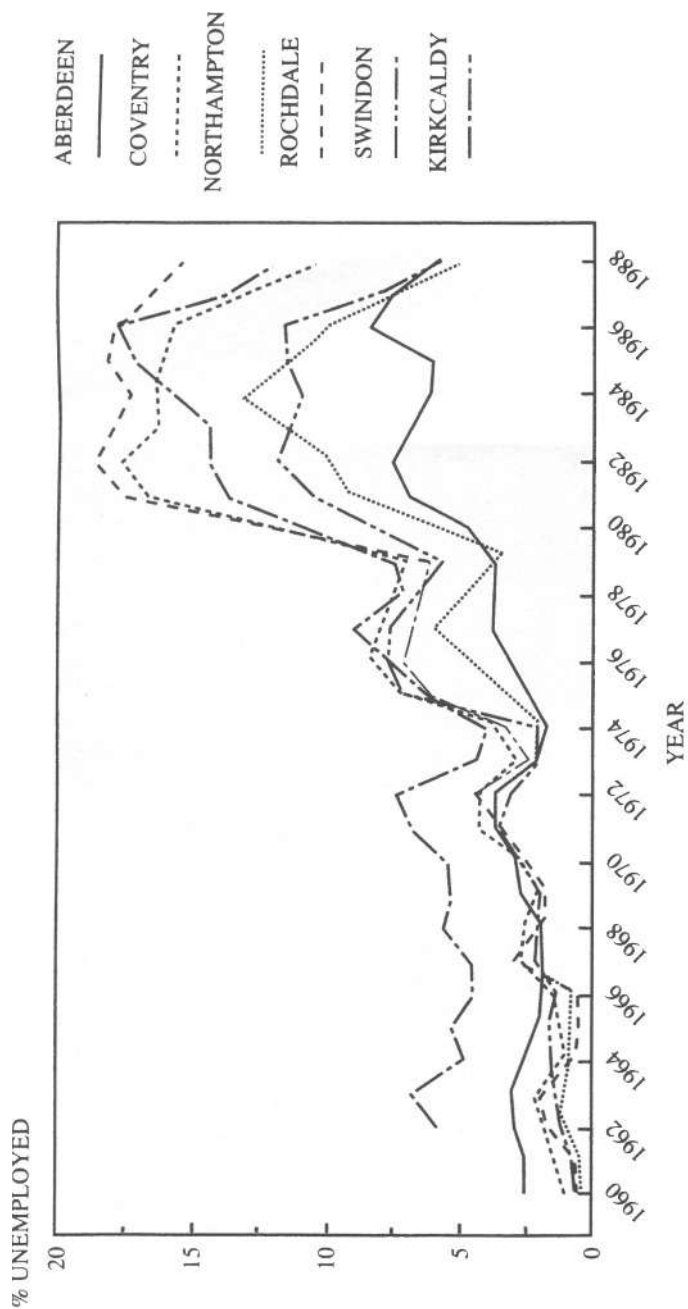 % UNEMPLOYED
20
15
10
5
0
1960
1962
1964
1966
1968
1970
1972
1974
1976
1978
1980
1982
1984
1986
1988
YEAR
ABERDEEN
COVENTRY
NORTHAMPTON
ROCHDALE
SWINDON
KIRKCALDY